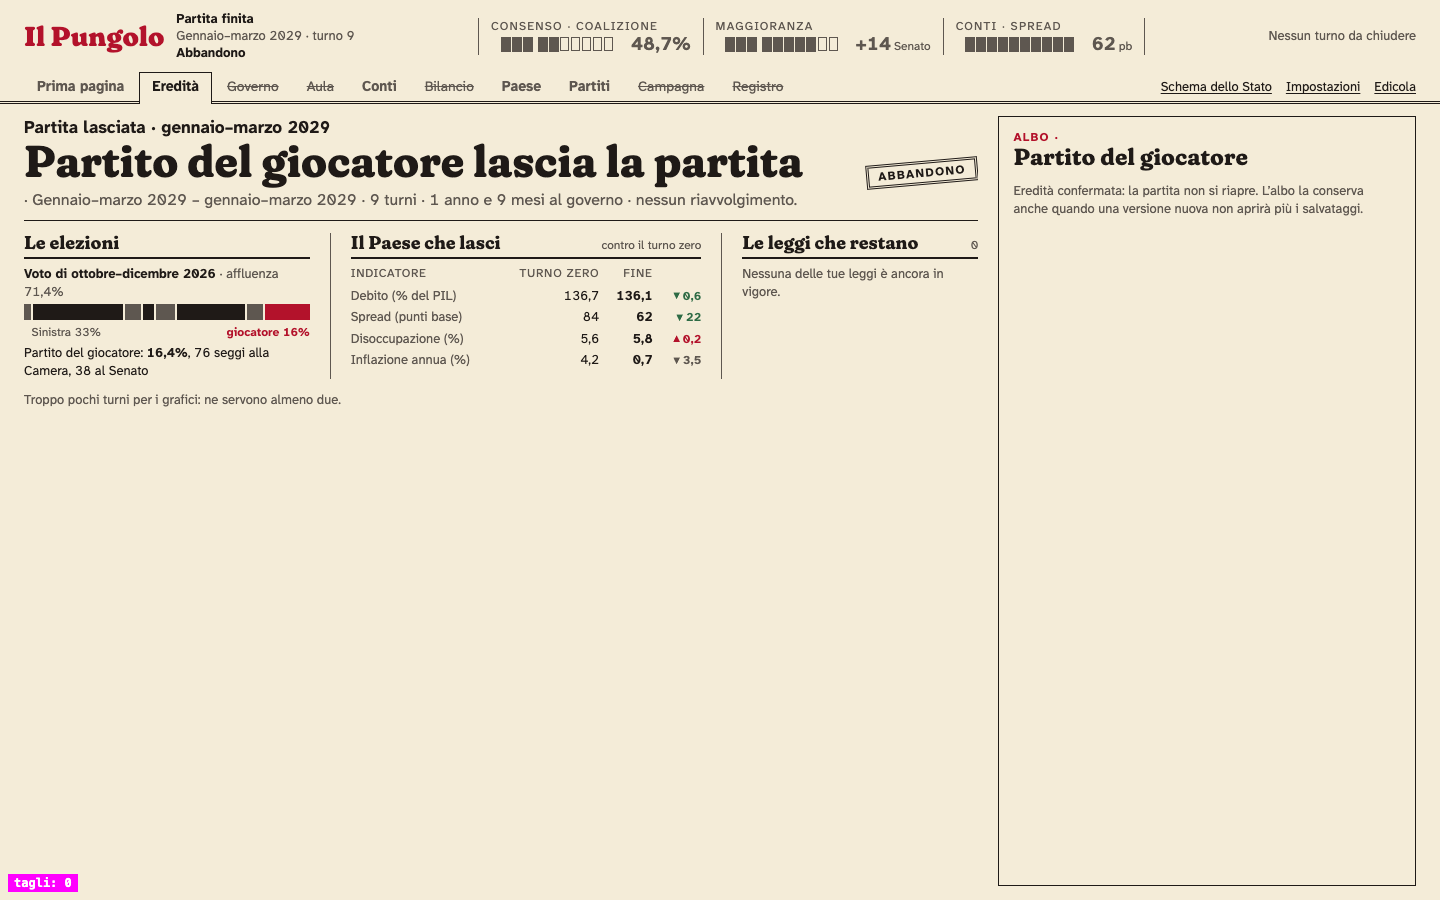 Il Pungolo
Partita finita
Gennaio–marzo 2029 · turno 9
Abbandono
CONSENSO · COALIZIONE
48,7%
MAGGIORANZA
+14 Senato
CONTI · SPREAD
62 pb
Nessun turno da chiudere
Prima pagina
Eredità
Governo
Aula
Conti
Bilancio
Paese
Partiti
Campagna
Registro
Schema dello Stato
Impostazioni
Edicola
Partita lasciata · gennaio–marzo 2029
Partito del giocatore lascia la partita
ABBANDONO
· Gennaio–marzo 2029 – gennaio–marzo 2029 · 9 turni · 1 anno e 9 mesi al governo · nessun riavvolgimento.
Le elezioni
Voto di ottobre–dicembre 2026 · affluenza
71,4%
Sinistra 33%
giocatore 16%
Partito del giocatore: 16,4%, 76 seggi alla
Camera, 38 al Senato
Il Paese che lasci
contro il turno zero
INDICATORE TURNO ZERO FINE
Debito (% del PIL) 136,7 136,1 ▼0,6
Spread (punti base) 84 62 ▼22
Disoccupazione (%) 5,6 5,8 ▲0,2
Inflazione annua (%) 4,2 0,7 ▼3,5
Le leggi che restano
0
Nessuna delle tue leggi è ancora in
vigore.
Troppo pochi turni per i grafici: ne servono almeno due.
ALBO ·
Partito del giocatore
Eredità confermata: la partita non si riapre. L'albo la conserva
anche quando una versione nuova non aprirà più i salvataggi.
tagli: 0